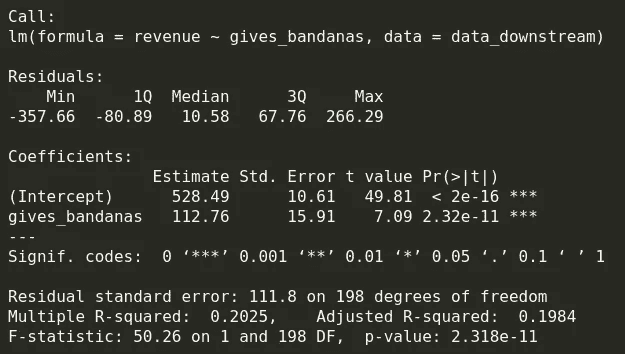 Call:
lm(formula = revenue ~ gives_bandanas, data = data_downstream)
Residuals:
    Min      1Q  Median      3Q     Max
-357.66  -80.89   10.58   67.76  266.29
Coefficients:
               Estimate Std. Error t value Pr(>|t|)
(Intercept)      528.49      10.61   49.81  < 2e-16 ***
gives_bandanas   112.76      15.91    7.09 2.32e-11 ***
---
Signif. codes:  0 ‘***’ 0.001 ‘**’ 0.01 ‘*’ 0.05 ‘.’ 0.1 ‘ ’ 1
Residual standard error: 111.8 on 198 degrees of freedom
Multiple R-squared:  0.2025,    Adjusted R-squared:  0.1984
F-statistic: 50.26 on 1 and 198 DF,  p-value: 2.318e-11